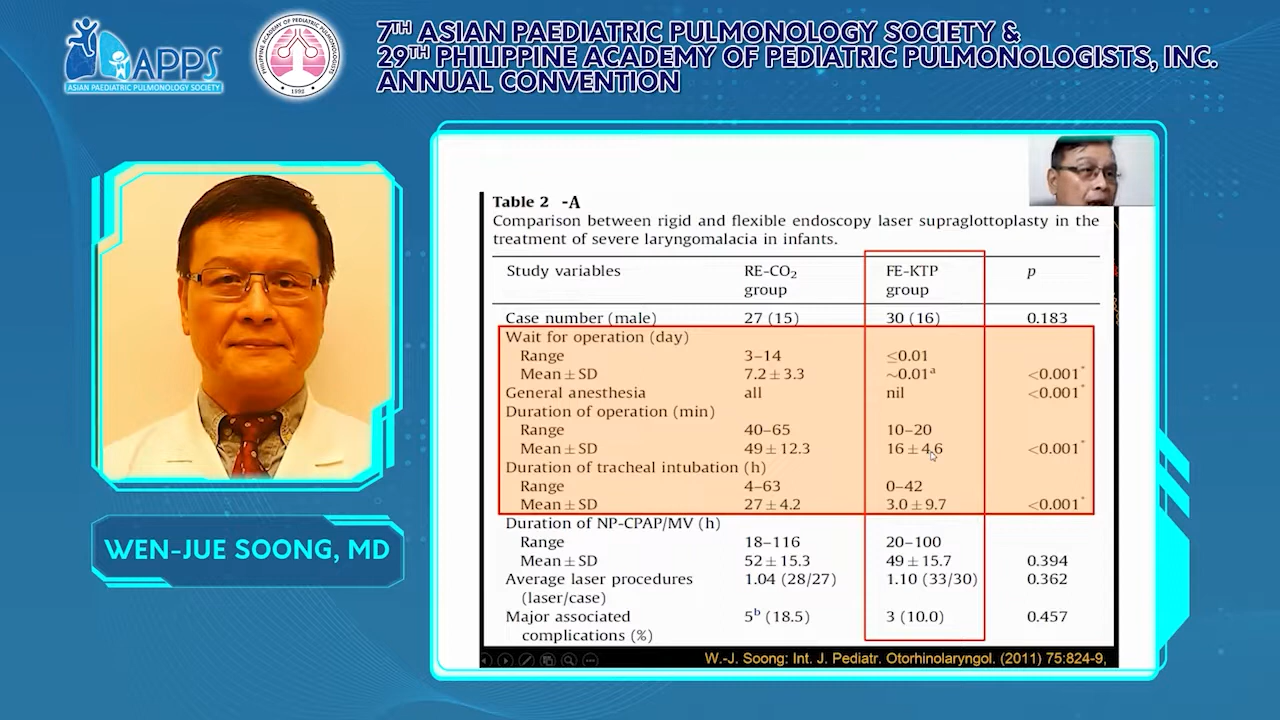 APPS
ASIAN PAEDIATRIC PULMONOLOGY SOCIETY
PHILIPPINE ACADEMY OF PEDIATRIC PULMONOLOGISTS
1992
7TH ASIAN PAEDIATRIC PULMONOLOGY SOCIETY &
29TH PHILIPPINE ACADEMY OF PEDIATRIC PULMONOLOGISTS, INC.
ANNUAL CONVENTION
WEN-JUE SOONG, MD
Table 2 -A
Comparison between rigid and flexible endoscopy laser supraglottoplasty in the
treatment of severe laryngomalacia in infants.
Study variables RE-CO₂ group FE-KTP group p
Case number (male) 27 (15) 30 (16) 0.183
Wait for operation (day)
Range 3–14 ≤0.01
Mean ± SD 7.2 ± 3.3 ~0.01ᵃ <0.001*
General anesthesia all nil <0.001*
Duration of operation (min)
Range 40–65 10–20
Mean ± SD 49 ± 12.3 16 ± 4.6 <0.001*
Duration of tracheal intubation (h)
Range 4–63 0–42
Mean ± SD 27 ± 4.2 3.0 ± 9.7 <0.001*
Duration of NP-CPAP/MV (h)
Range 18–116 20–100
Mean ± SD 52 ± 15.3 49 ± 15.7 0.394
Average laser procedures 1.04 (28/27) 1.10 (33/30) 0.362
(laser/case)
Major associated 5ᵇ (18.5) 3 (10.0) 0.457
complications (%)
W.-J. Soong: Int. J. Pediatr. Otorhinolaryngol. (2011) 75:824-9,